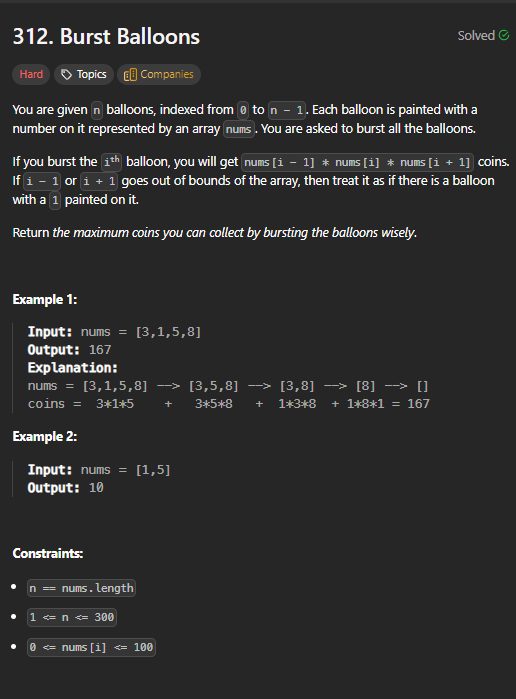 312. Burst Balloons
Solved
Hard Topics Companies
You are given n balloons, indexed from 0 to n - 1. Each balloon is painted with a
number on it represented by an array nums. You are asked to burst all the balloons.
If you burst the ith balloon, you will get nums[i - 1] * nums[i] * nums[i + 1] coins.
If i - 1 or i + 1 goes out of bounds of the array, then treat it as if there is a balloon
with a 1 painted on it.
Return the maximum coins you can collect by bursting the balloons wisely.
Example 1:
Input: nums = [3,1,5,8]
Output: 167
Explanation:
nums = [3,1,5,8] --> [3,5,8] --> [3,8] --> [8] --> []
coins = 3*1*5 + 3*5*8 + 1*3*8 + 1*8*1 = 167
Example 2:
Input: nums = [1,5]
Output: 10
Constraints:
• n == nums.length
• 1 <= n <= 300
• 0 <= nums[i] <= 100